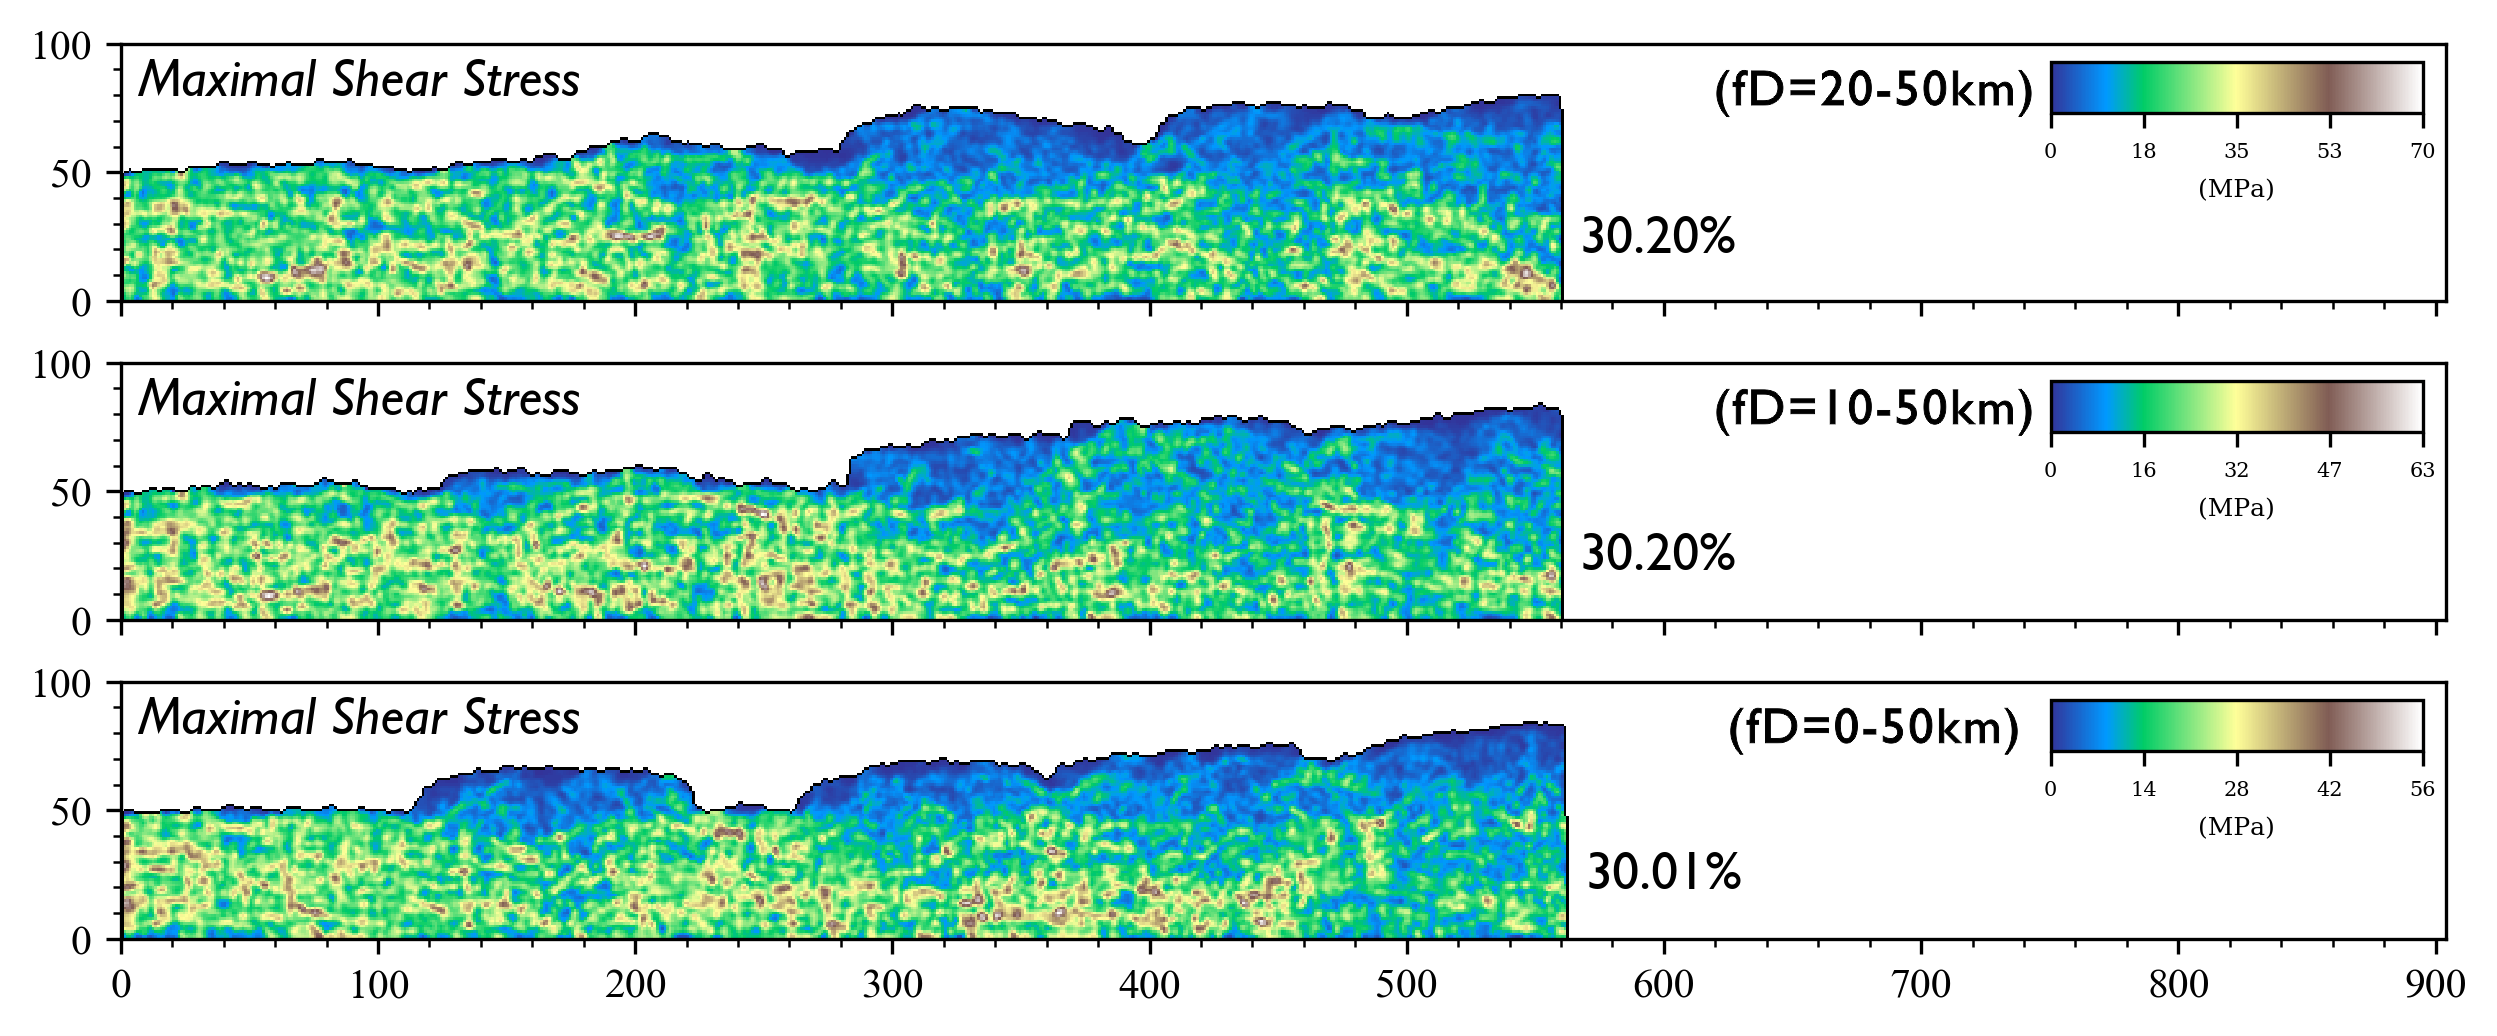 100
Maximal Shear Stress
(fD=20-50km)
0 18 35 53 70
(MPa)
50
30.20%
0
100
Maximal Shear Stress
(fD=10-50km)
0 16 32 47 63
(MPa)
50
30.20%
0
100
Maximal Shear Stress
(fD=0-50km)
0 14 28 42 56
(MPa)
50
30.01%
0
0 100 200 300 400 500 600 700 800 900